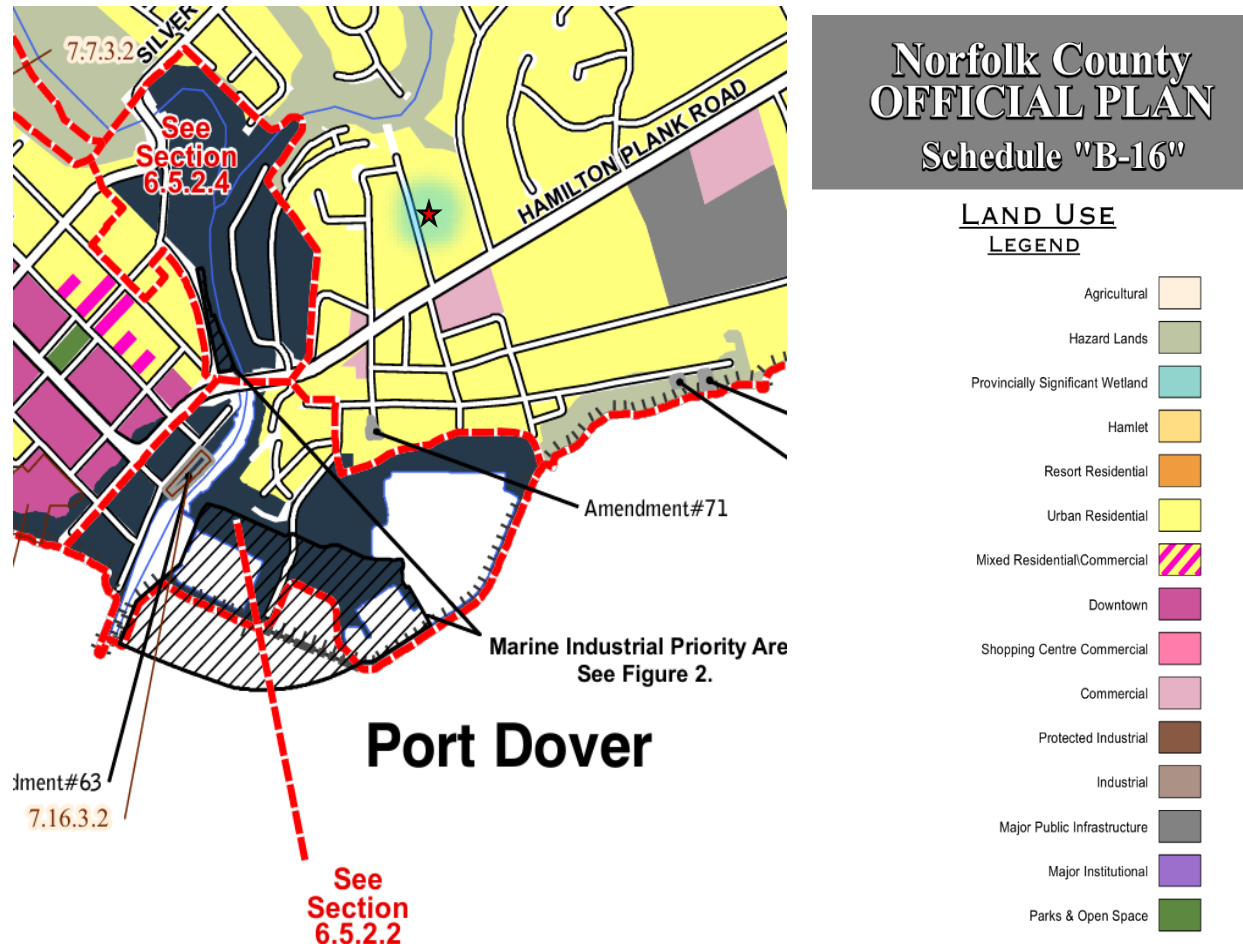 7.7.3.2
SILVER
See
Section
6.5.2.4
HAMILTON PLANK ROAD
Amendment#71
Marine Industrial Priority Are
See Figure 2.
Port Dover
dment#63
7.16.3.2
See
Section
6.5.2.2
Norfolk County
OFFICIAL PLAN
Schedule "B-16"
LAND USE
LEGEND
Agricultural
Hazard Lands
Provincially Significant Wetland
Hamlet
Resort Residential
Urban Residential
Mixed Residential\Commercial
Downtown
Shopping Centre Commercial
Commercial
Protected Industrial
Industrial
Major Public Infrastructure
Major Institutional
Parks & Open Space